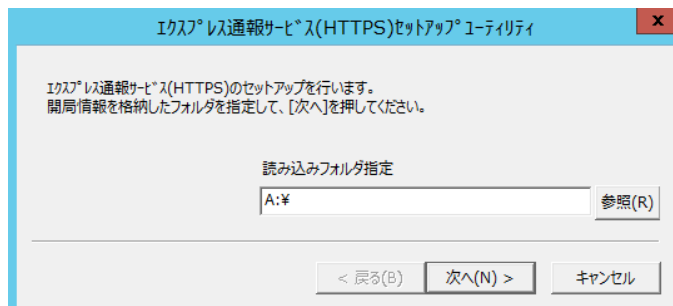 ｴｸｽﾌﾟﾚｽ通報ｻｰﾋﾞｽ(HTTPS)ｾｯﾄｱｯﾌﾟﾕｰﾃｨﾘﾃｨ
x
ｴｸｽﾌﾟﾚｽ通報ｻｰﾋﾞｽ(HTTPS)のセットアップを行います。
開局情報を格納したフォルダを指定して、[次へ]を押してください。
読み込みフォルダ指定
A:¥
参照(R)
< 戻る(B)
次へ(N) >
キャンセル